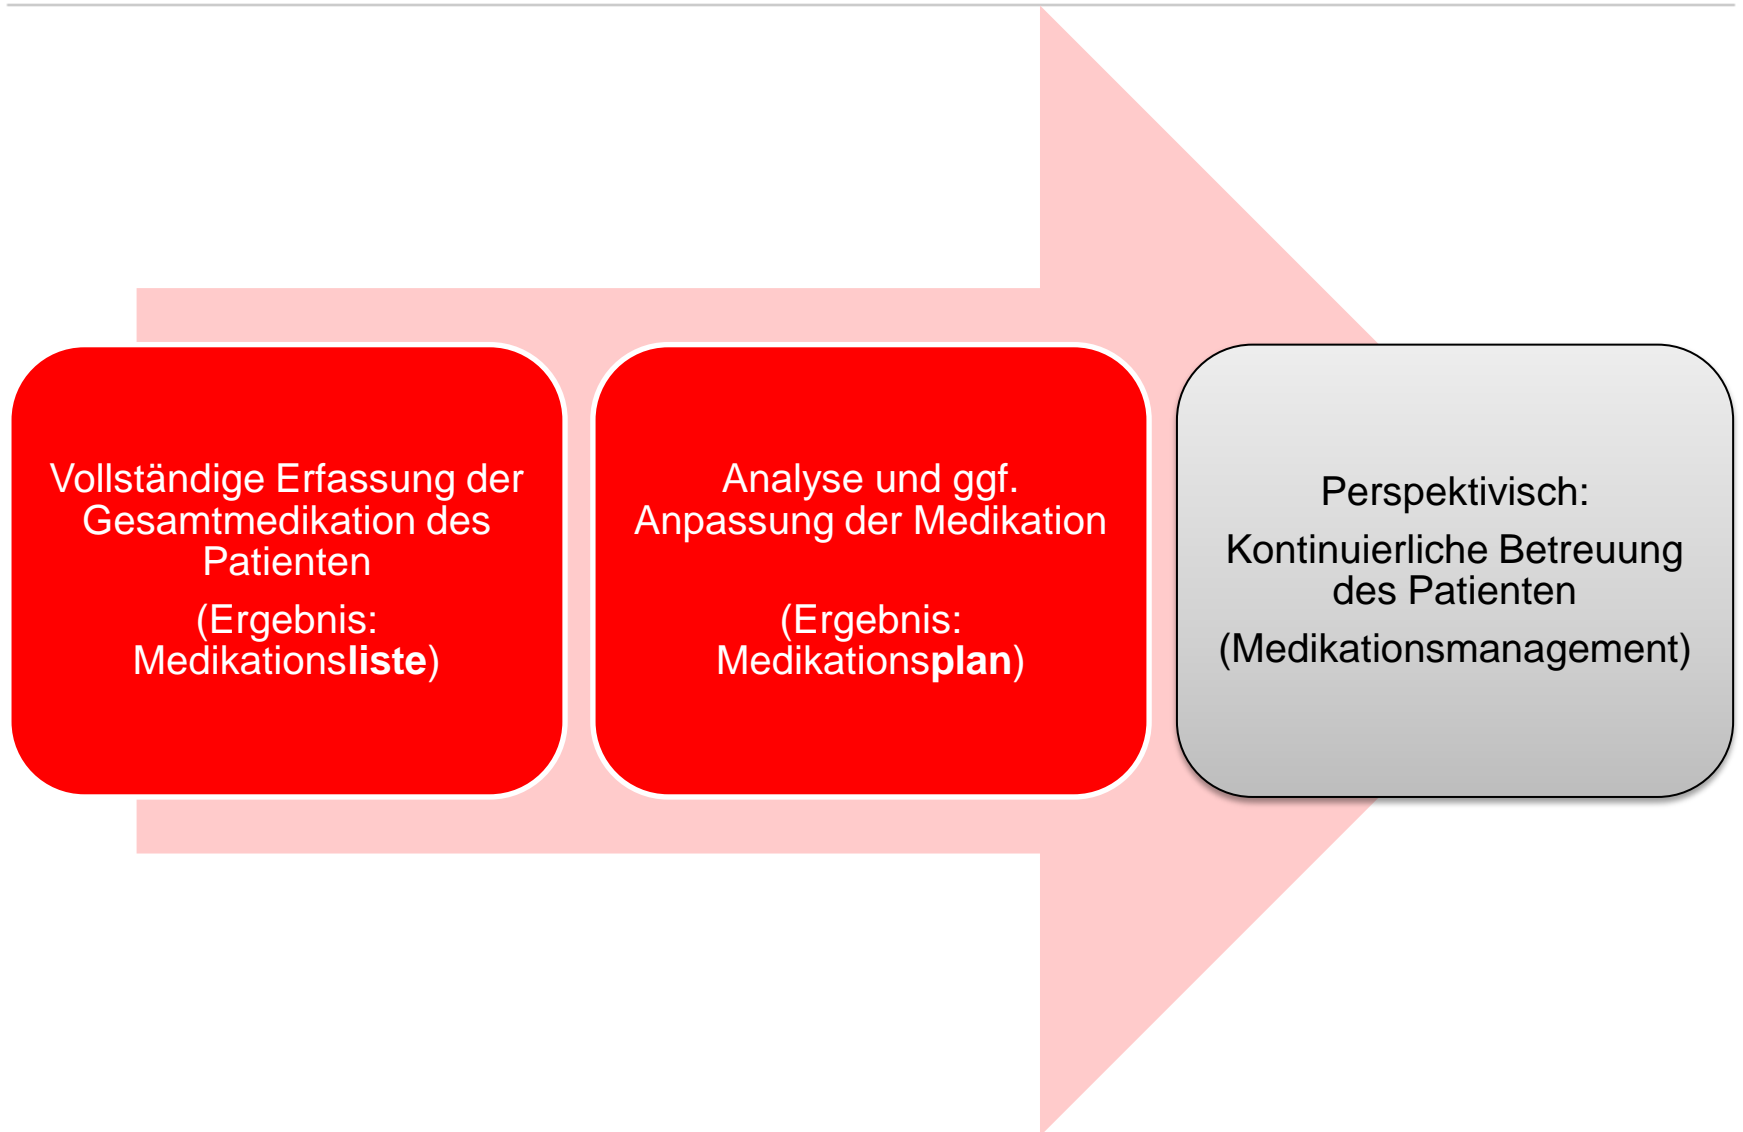 Vollständige Erfassung der
Gesamtmedikation des
Patienten
(Ergebnis:
Medikationsliste)
Analyse und ggf.
Anpassung der Medikation
(Ergebnis:
Medikationsplan)
Perspektivisch:
Kontinuierliche Betreuung
des Patienten
(Medikationsmanagement)